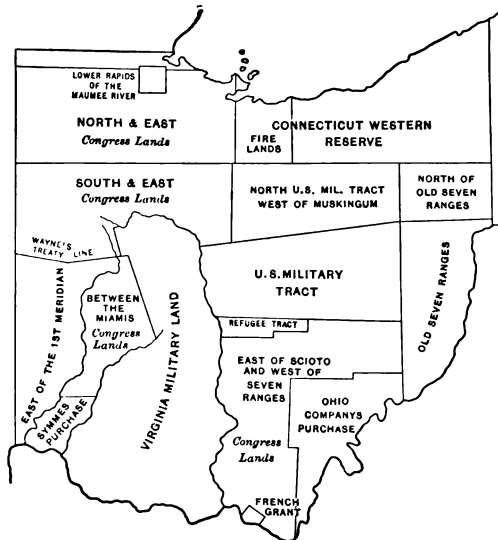 LOWER RAPIDS
OF THE
MAUMEE RIVER
NORTH & EAST
Congress Lands
FIRE
LANDS
CONNECTICUT WESTERN
RESERVE
SOUTH & EAST
Congress Lands
NORTH U.S. MIL. TRACT
WEST OF MUSKINGUM
NORTH OF
OLD SEVEN
RANGES
WAYNE'S
TREATY LINE
EAST OF THE 1ST MERIDIAN
BETWEEN
THE
MIAMIS
Congress
Lands
SYMMES
PURCHASE
VIRGINIA MILITARY LAND
U.S. MILITARY
TRACT
OLD SEVEN RANGES
REFUGEE TRACT
EAST OF SCIOTO
AND WEST OF
SEVEN
RANGES
Congress
Lands
OHIO
COMPANYS
PURCHASE
FRENCH
GRANT